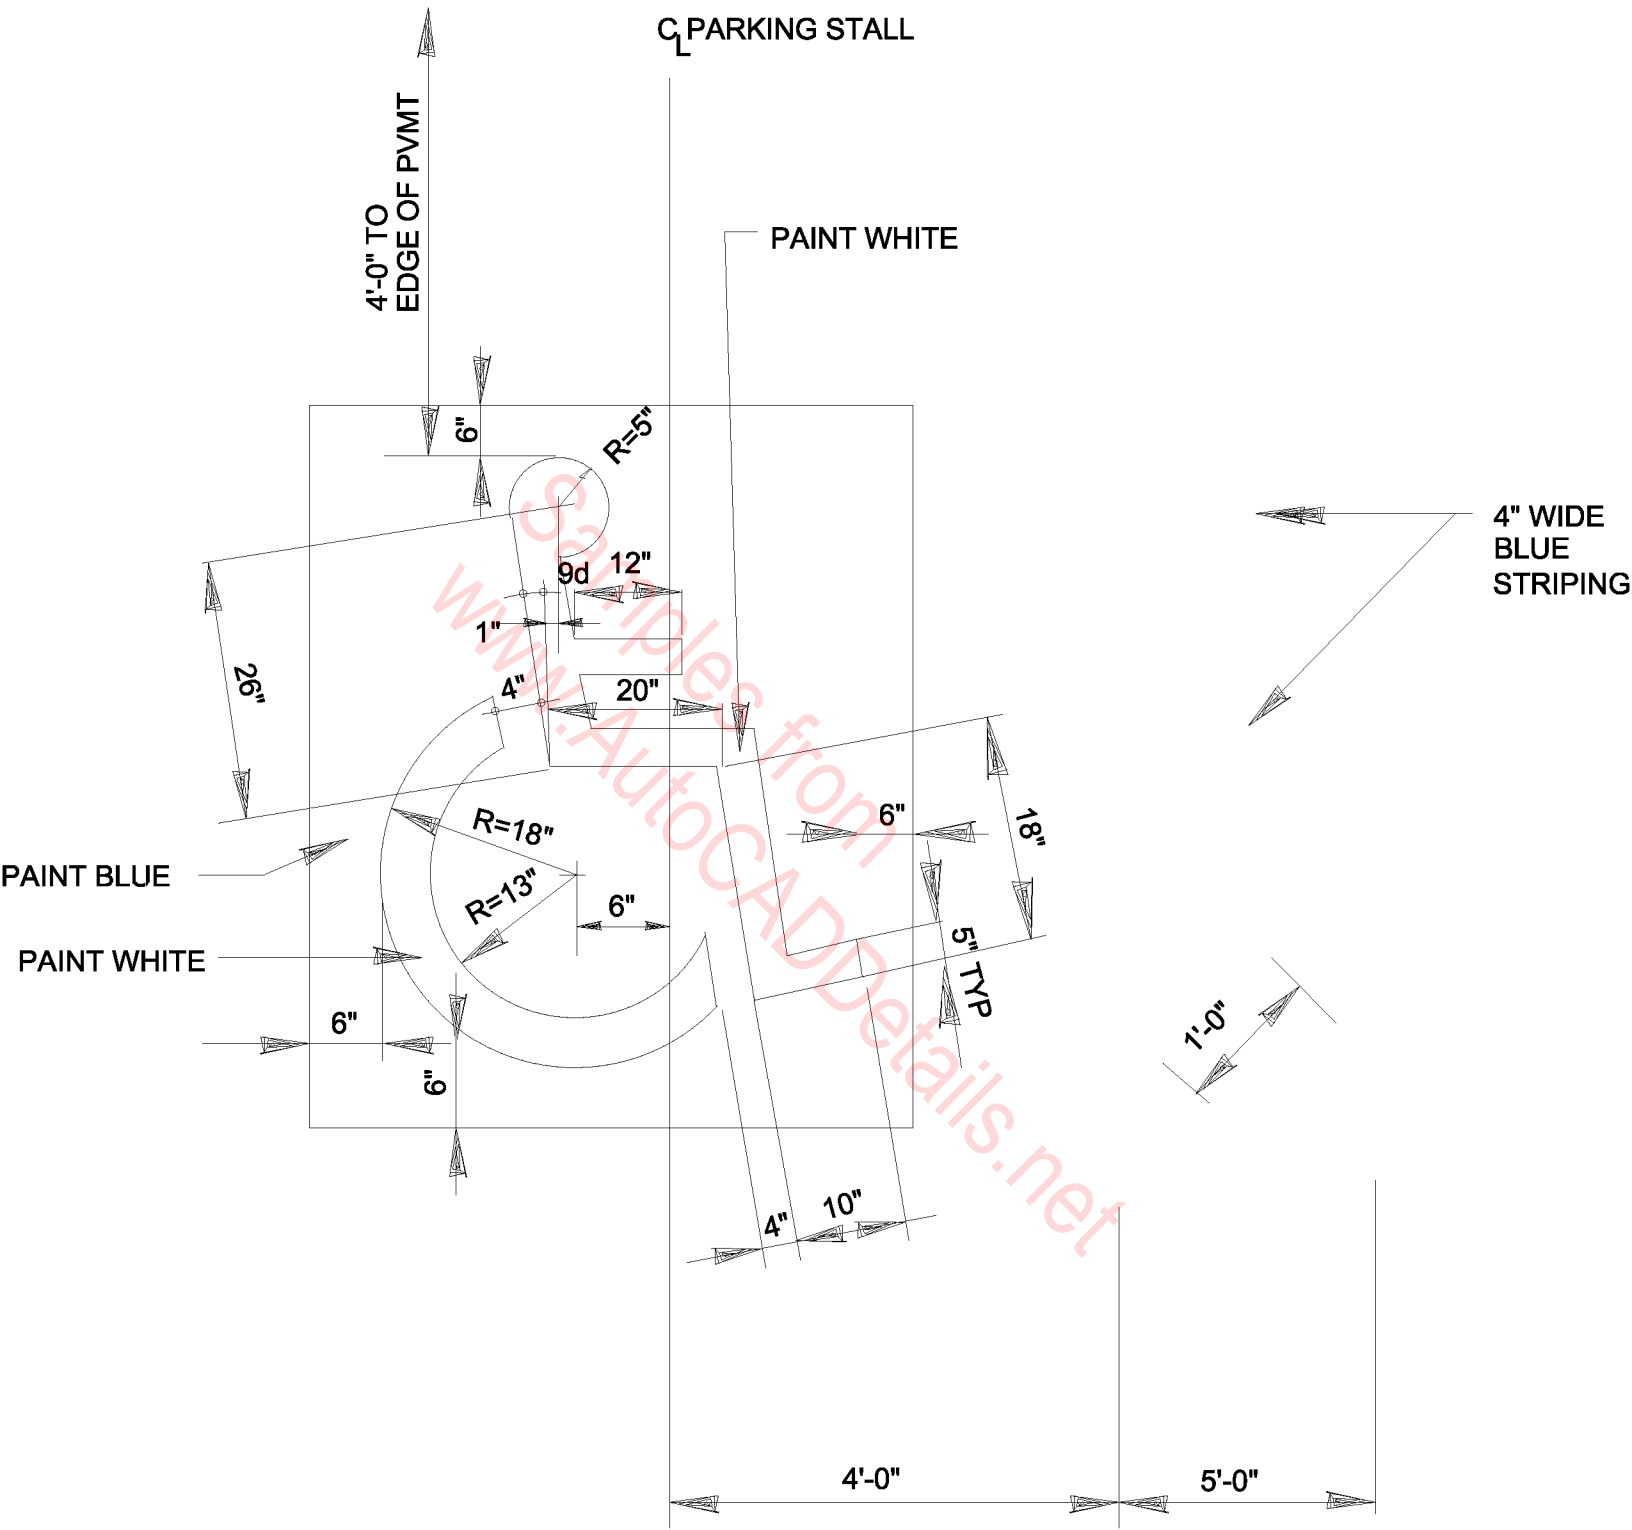 CL PARKING STALL
4'-0" TO
EDGE OF PVMT
PAINT WHITE
6"
R=5"
4" WIDE
BLUE
STRIPING
9d
12"
1"
26"
4"
20"
R=18"
6"
18"
PAINT BLUE
R=13"
6"
PAINT WHITE
5" TYP
6"
1'-0"
6"
4"
10"
4'-0"
5'-0"
Samples from
www.AutoCADDetails.net